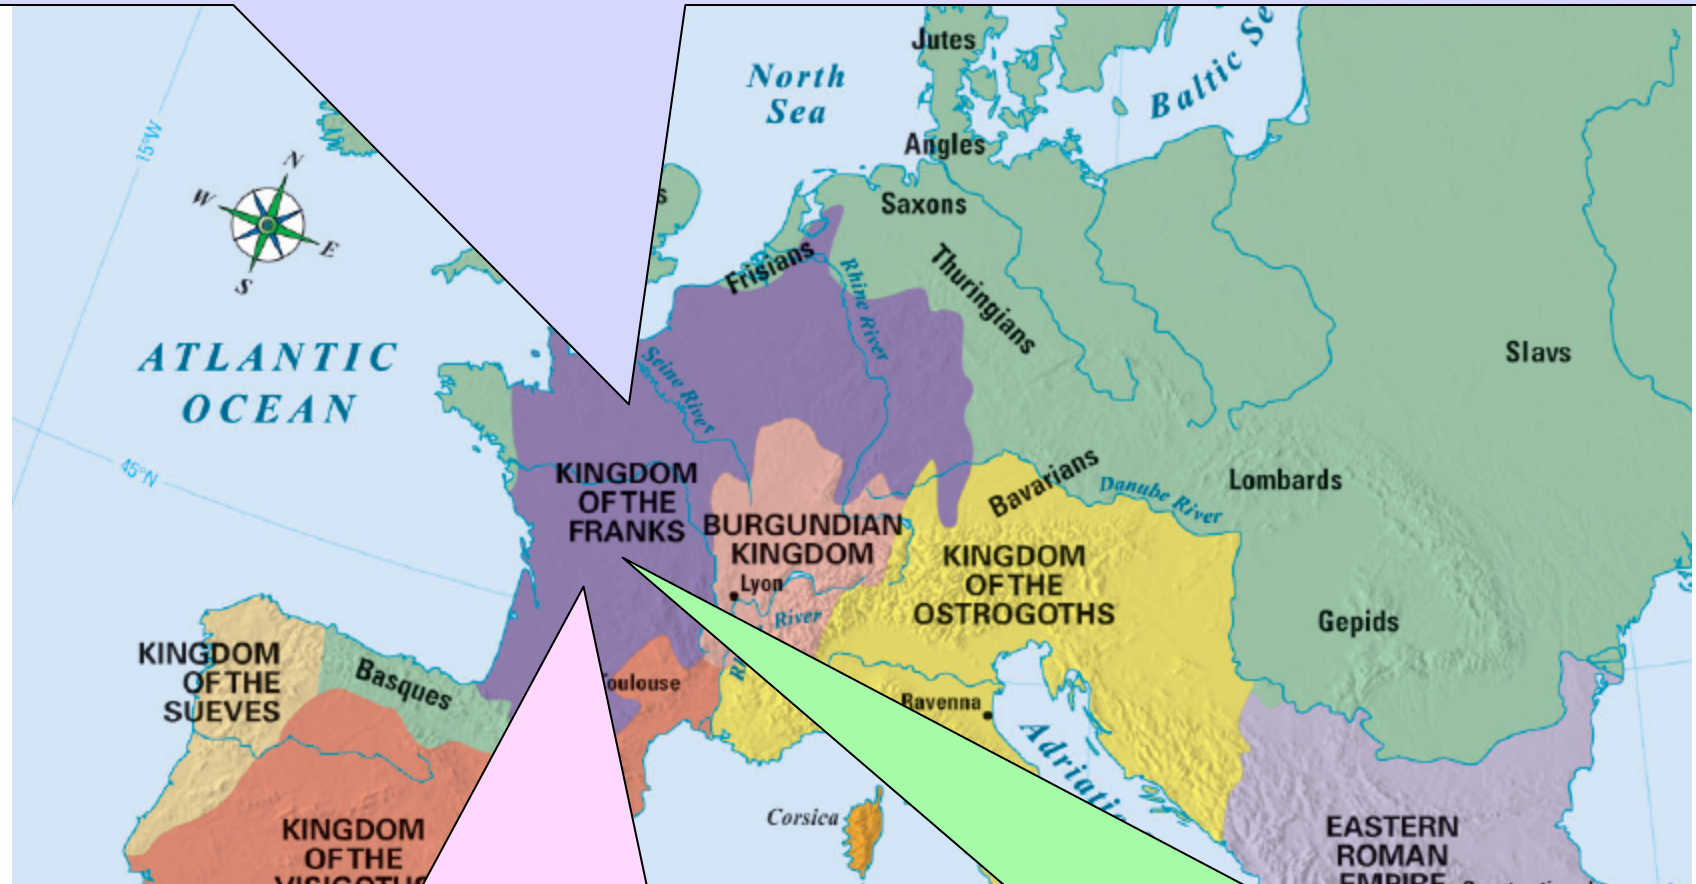 Jutes
North
Sea
Baltic Se
15°W
N
W
E
S
Angles
s
Saxons
Frisians
Rhine River
Thuringians
ATLANTIC
OCEAN
Seine River
Slavs
45°N
KINGDOM
OF THE
FRANKS
BURGUNDIAN
KINGDOM
Lyon
River
Bavarians
Danube River
Lombards
KINGDOM
OF THE
OSTROGOTHS
Gepids
KINGDOM
OF THE
SUEVES
Basques
Toulouse
Ravenna
Adriatic
Corsica
KINGDOM
OF THE
VISIGOTHS
EASTERN
ROMAN
EMPIRE